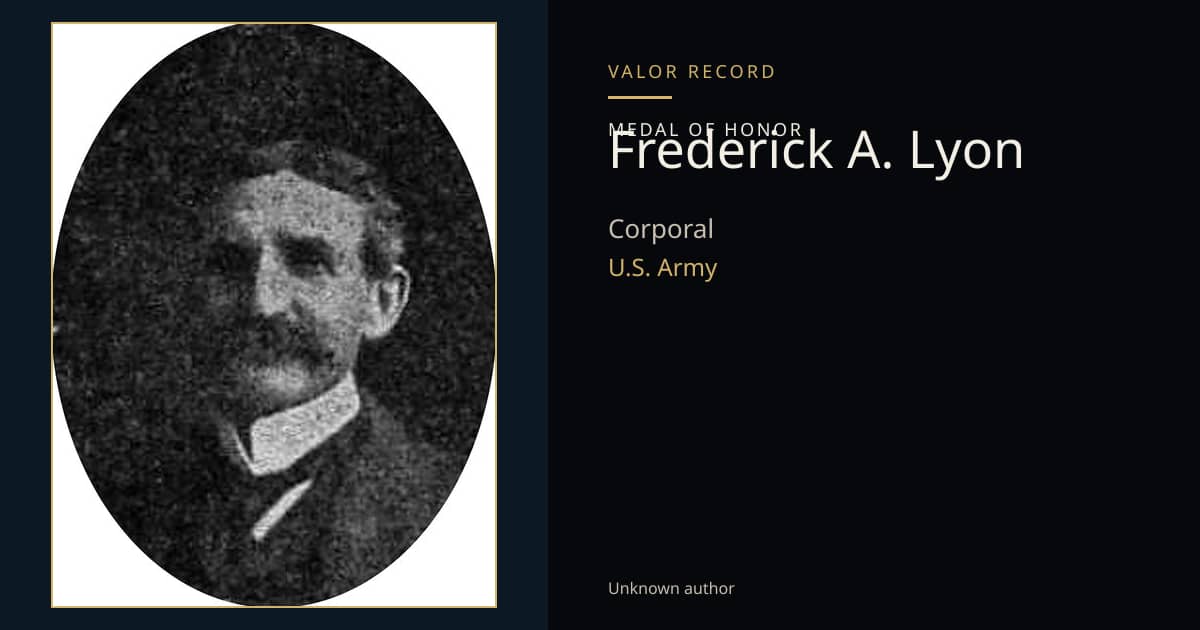 VALOR RECORD
MEDAL OF HONOR
Frederick A. Lyon
Corporal
U.S. Army
Unknown author